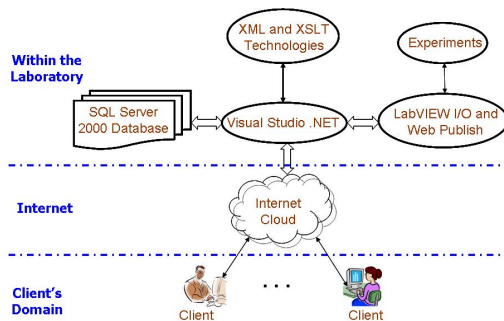 XML and XSLT
Technologies
Experiments
Within the
Laboratory
SQL Server
2000 Database
Visual Studio .NET
LabVIEW I/O and
Web Publish
Internet
Internet
Cloud
Client's
Domain
. . .
Client
Client